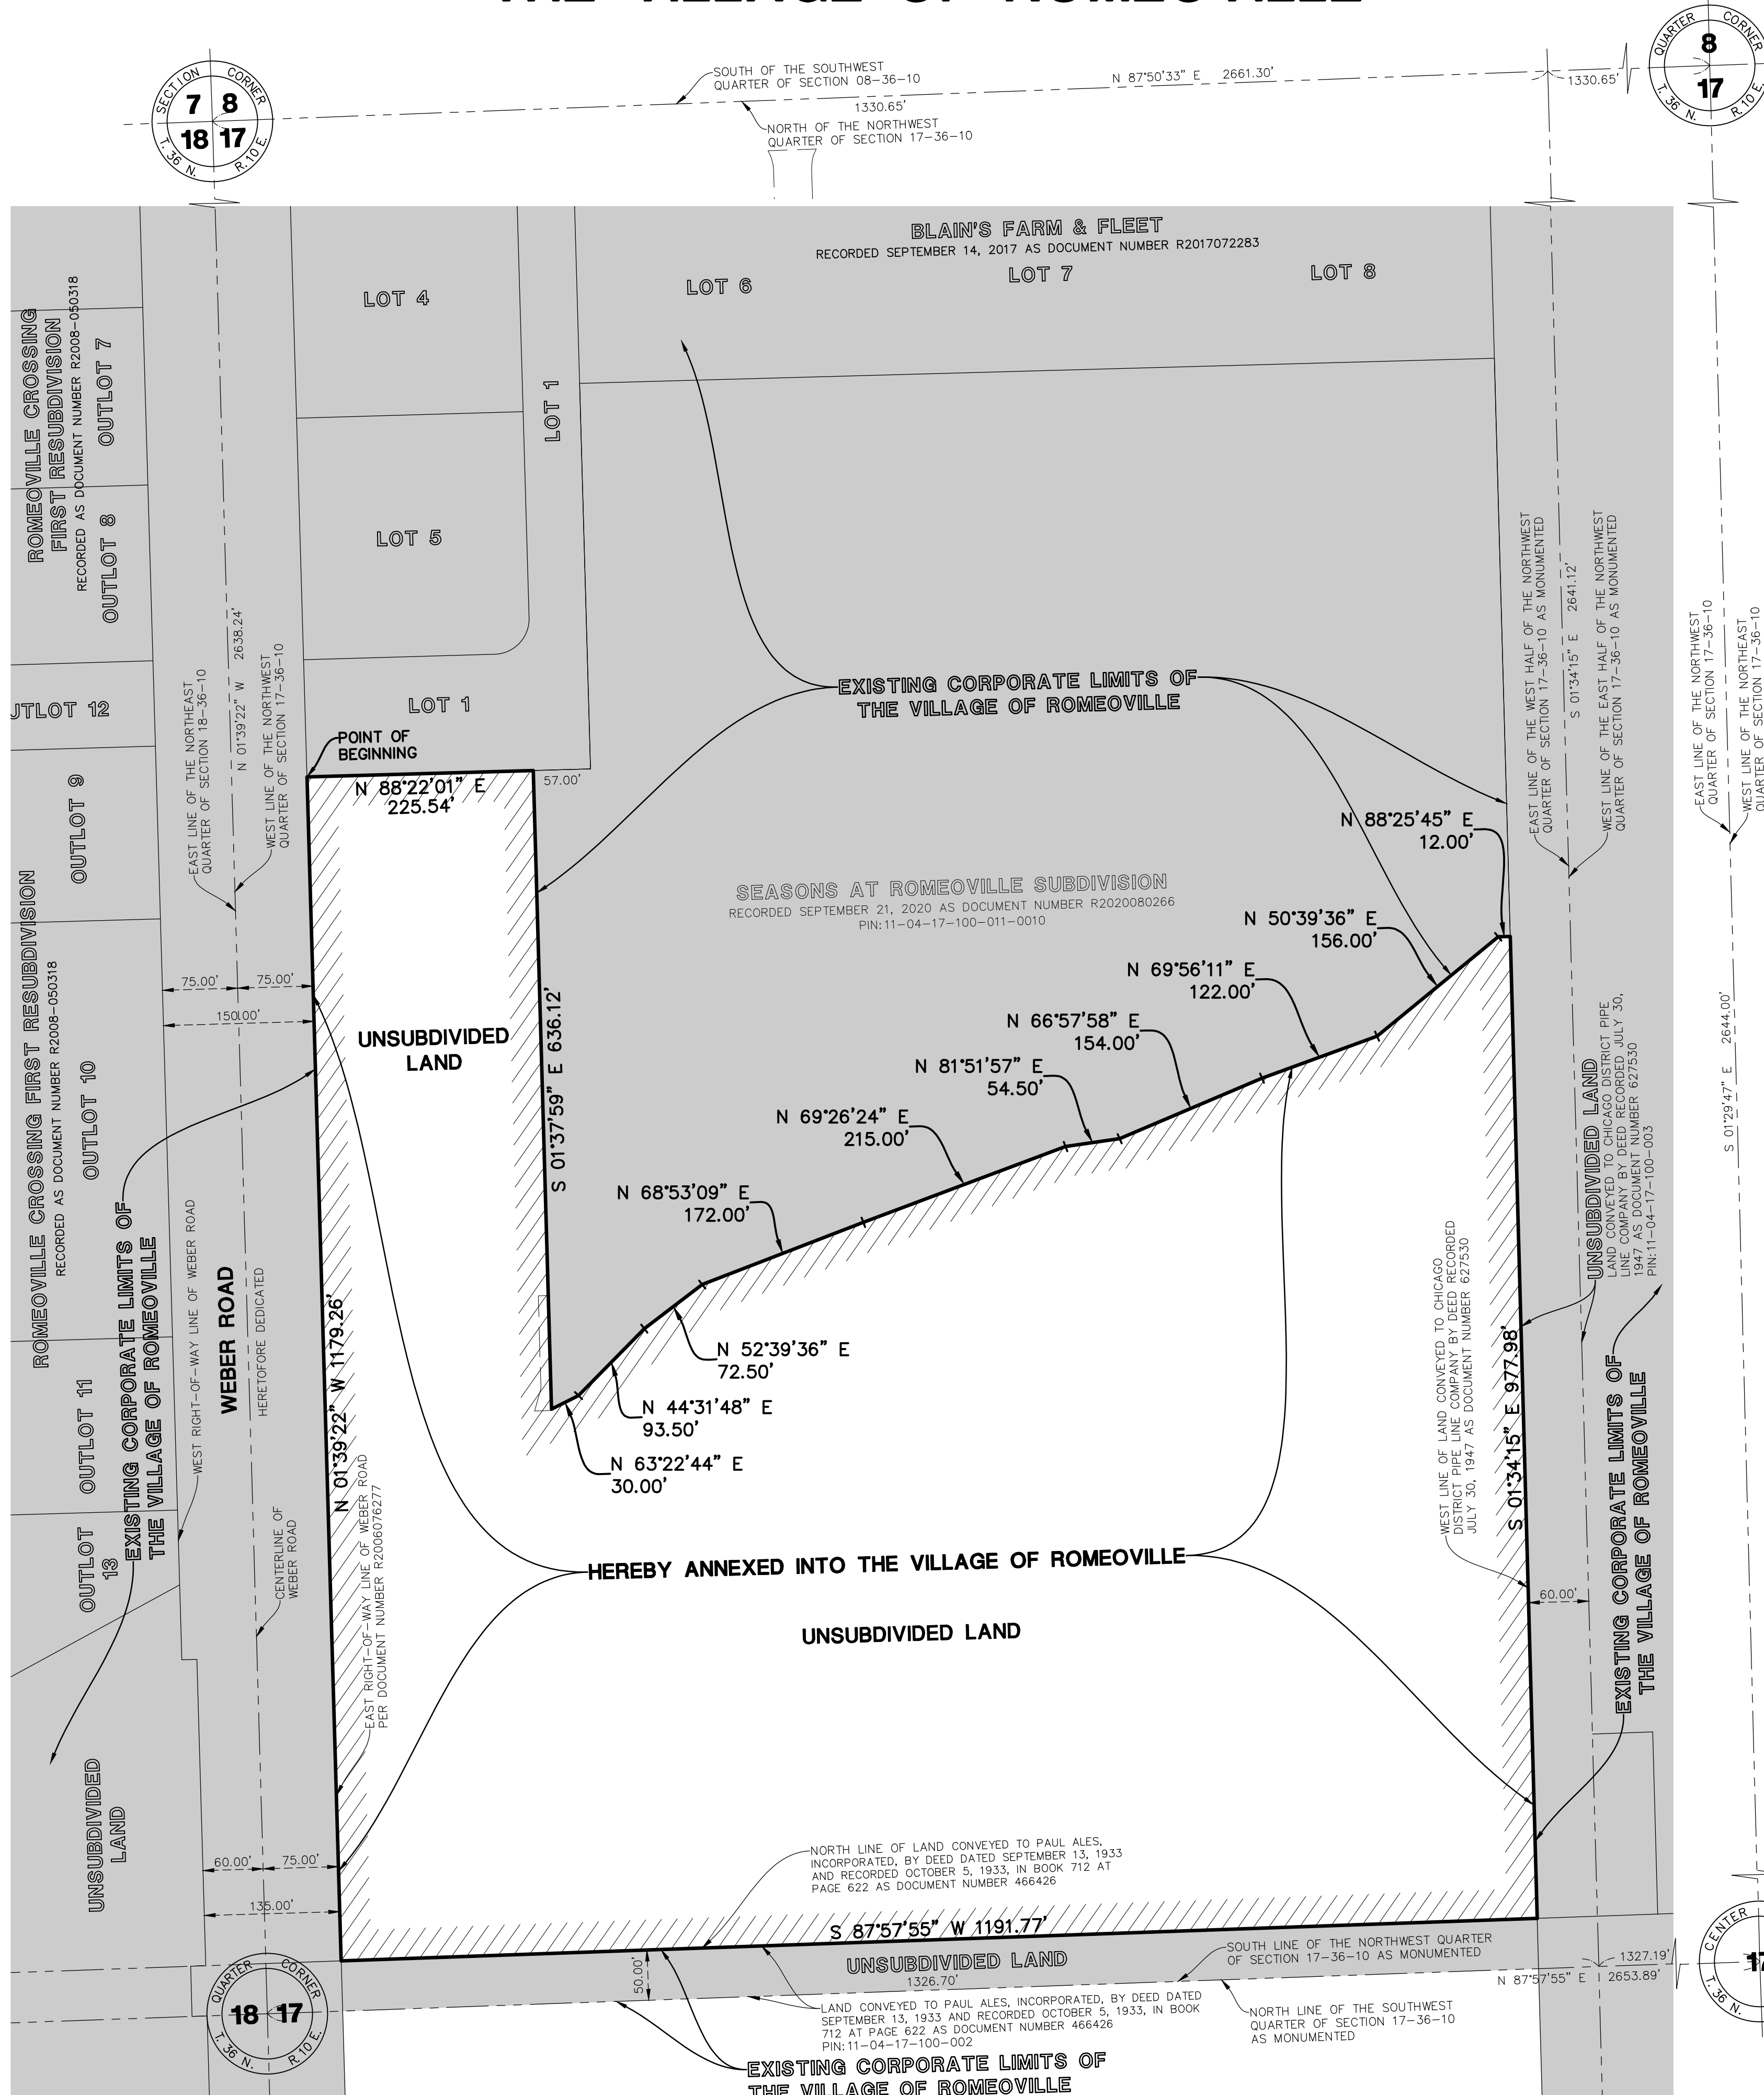 SECTION CORNER
7 8
18 17
T. 36 N. R. 10 E.
SOUTH OF THE SOUTHWEST
QUARTER OF SECTION 08-36-10
1330.65'
NORTH OF THE NORTHWEST
QUARTER OF SECTION 17-36-10
N 87°50'33" E 2661.30'
1330.65'
QUARTER CORNER
8
17
T. 36 N. R 10 E.
BLAIN'S FARM & FLEET
RECORDED SEPTEMBER 14, 2017 AS DOCUMENT NUMBER R2017072283
LOT 4
LOT 6
LOT 7
LOT 8
LOT 1
LOT 5
LOT 1
ROMEOVILLE CROSSING
FIRST RESUBDIVISION
RECORDED AS DOCUMENT NUMBER R2008-050318
OUTLOT 7
OUTLOT 8
UTLOT 12
OUTLOT 9
ROMEOVILLE CROSSING FIRST RESUBDIVISION
RECORDED AS DOCUMENT NUMBER R2008-050318
OUTLOT 10
OUTLOT 11
OUTLOT
13
UNSUBDIVIDED
LAND
EAST LINE OF THE NORTHEAST
QUARTER OF SECTION 18-36-10
N 01°39'22" W 2638.24'
WEST LINE OF THE NORTHWEST
QUARTER OF SECTION 17-36-10
EXISTING CORPORATE LIMITS OF
THE VILLAGE OF ROMEOVILLE
POINT OF
BEGINNING
N 88°22'01" E
225.54'
57.00'
EAST LINE OF THE WEST HALF OF THE NORTHWEST
QUARTER OF SECTION 17-36-10 AS MONUMENTED
S 01°34'15" E 2641.12'
WEST LINE OF THE EAST HALF OF THE NORTHWEST
QUARTER OF SECTION 17-36-10 AS MONUMENTED
EAST LINE OF THE NORTHWEST
QUARTER OF SECTION 17-36-10
WEST LINE OF THE NORTHEAST
QUARTER OF SECTION 17-36-10
S 01°29'47" E 2644.00'
N 88°25'45" E
12.00'
SEASONS AT ROMEOVILLE SUBDIVISION
RECORDED SEPTEMBER 21, 2020 AS DOCUMENT NUMBER R2020080266
PIN:11-04-17-100-011-0010
N 50°39'36" E
156.00'
N 69°56'11" E
122.00'
N 66°57'58" E
154.00'
N 81°51'57" E
54.50'
N 69°26'24" E
215.00'
N 68°53'09" E
172.00'
N 52°39'36" E
72.50'
N 44°31'48" E
93.50'
N 63°22'44" E
30.00'
75.00'
75.00'
150.00'
UNSUBDIVIDED
LAND
S 01°37'59" E 636.12'
EXISTING CORPORATE LIMITS OF
THE VILLAGE OF ROMEOVILLE
WEST RIGHT-OF-WAY LINE OF WEBER ROAD
WEBER ROAD
HERETOFORE DEDICATED
CENTERLINE OF
WEBER ROAD
N 01°39'22" W 1179.26'
EAST RIGHT-OF-WAY LINE OF WEBER ROAD
PER DOCUMENT NUMBER R2006076277
UNSUBDIVIDED LAND
LAND CONVEYED TO CHICAGO DISTRICT PIPE
LINE COMPANY BY DEED RECORDED JULY 30,
1947 AS DOCUMENT NUMBER 627530
PIN:11-04-17-100-003
WEST LINE OF LAND CONVEYED TO CHICAGO
DISTRICT PIPE LINE COMPANY BY DEED RECORDED
JULY 30, 1947 AS DOCUMENT NUMBER 627530
S 01°34'15" E 977.98'
EXISTING CORPORATE LIMITS OF
THE VILLAGE OF ROMEOVILLE
60.00'
HEREBY ANNEXED INTO THE VILLAGE OF ROMEOVILLE
UNSUBDIVIDED LAND
60.00'
75.00'
135.00'
NORTH LINE OF LAND CONVEYED TO PAUL ALES,
INCORPORATED, BY DEED DATED SEPTEMBER 13, 1933
AND RECORDED OCTOBER 5, 1933, IN BOOK 712 AT
PAGE 622 AS DOCUMENT NUMBER 466426
S 87°57'55" W 1191.77'
UNSUBDIVIDED LAND
1326.70'
50.00'
SOUTH LINE OF THE NORTHWEST QUARTER
OF SECTION 17-36-10 AS MONUMENTED
1327.19'
N 87°57'55" E 2653.89'
LAND CONVEYED TO PAUL ALES, INCORPORATED, BY DEED DATED
SEPTEMBER 13, 1933 AND RECORDED OCTOBER 5, 1933, IN BOOK
712 AT PAGE 622 AS DOCUMENT NUMBER 466426
PIN:11-04-17-100-002
NORTH LINE OF THE SOUTHWEST
QUARTER OF SECTION 17-36-10
AS MONUMENTED
EXISTING CORPORATE LIMITS OF
THE VILLAGE OF ROMEOVILLE
QUARTER CORNER
18 17
T. 36 N. R 10 E.
CENTER
T. 36 N.